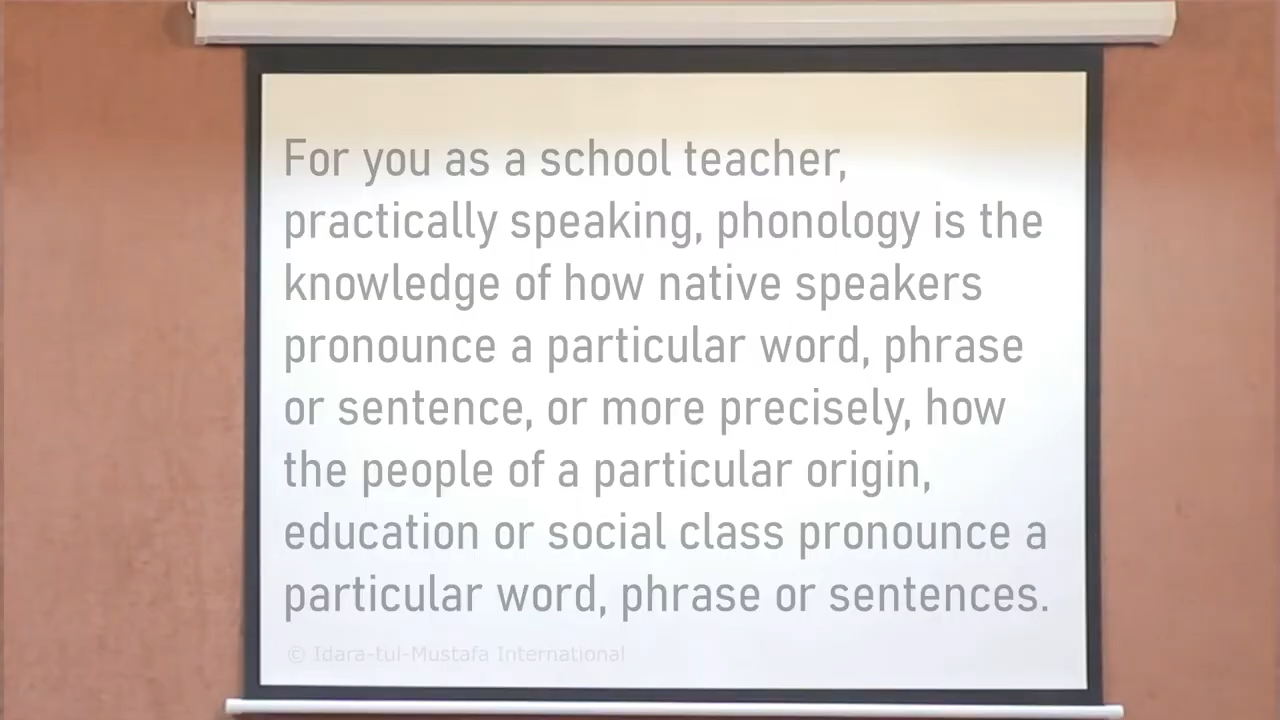 For you as a school teacher,
practically speaking, phonology is the
knowledge of how native speakers
pronounce a particular word, phrase
or sentence, or more precisely, how
the people of a particular origin,
education or social class pronounce a
particular word, phrase or sentences.
© Idara-tul-Mustafa International